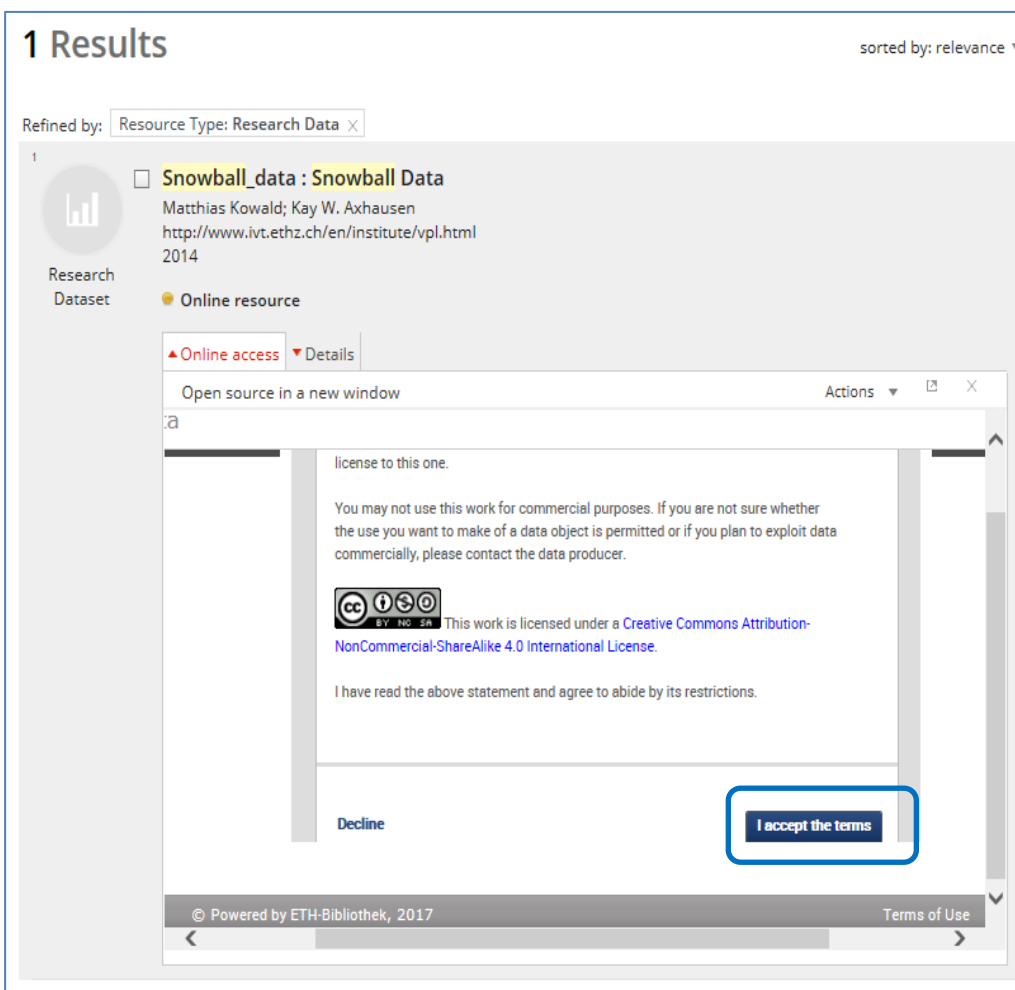 1 Results
sorted by: relevance
Refined by: Resource Type: Research Data X
1
Snowball_data : Snowball Data
Matthias Kowald; Kay W. Axhausen
http://www.ivt.ethz.ch/en/institute/vpl.html
2014
Research
Dataset
Online resource
Online access Details
Open source in a new window Actions X
ta
license to this one.
You may not use this work for commercial purposes. If you are not sure whether
the use you want to make of a data object is permitted or if you plan to exploit data
commercially, please contact the data producer.
cc BY NC SA This work is licensed under a Creative Commons Attribution-
NonCommercial-ShareAlike 4.0 International License.
I have read the above statement and agree to abide by its restrictions.
Decline I accept the terms
© Powered by ETH-Bibliothek, 2017 Terms of Use